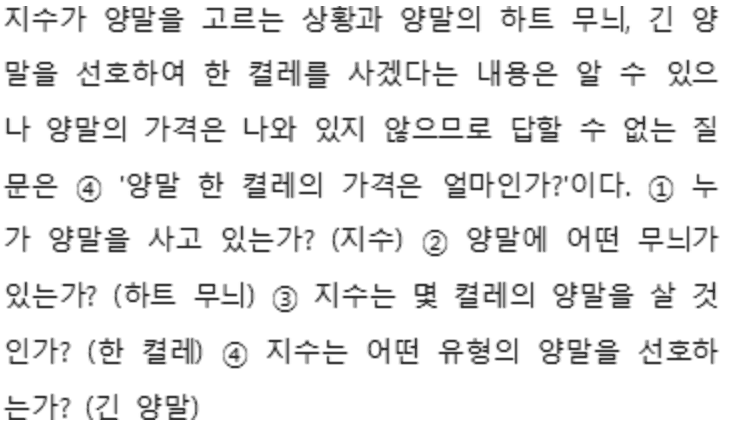 지수가 양말을 고르는 상황과 양말의 하트 무늬, 긴 양
말을 선호하여 한 켤레를 사겠다는 내용은 알 수 있으
나 양말의 가격은 나와 있지 않으므로 답할 수 없는 질
문은 ④ '양말 한 켤레의 가격은 얼마인가?'이다. ① 누
가 양말을 사고 있는가? (지수) ② 양말에 어떤 무늬가
있는가? (하트 무늬) ③ 지수는 몇 켤레의 양말을 살 것
인가? (한 켤레) ④ 지수는 어떤 유형의 양말을 선호하
는가? (긴 양말)